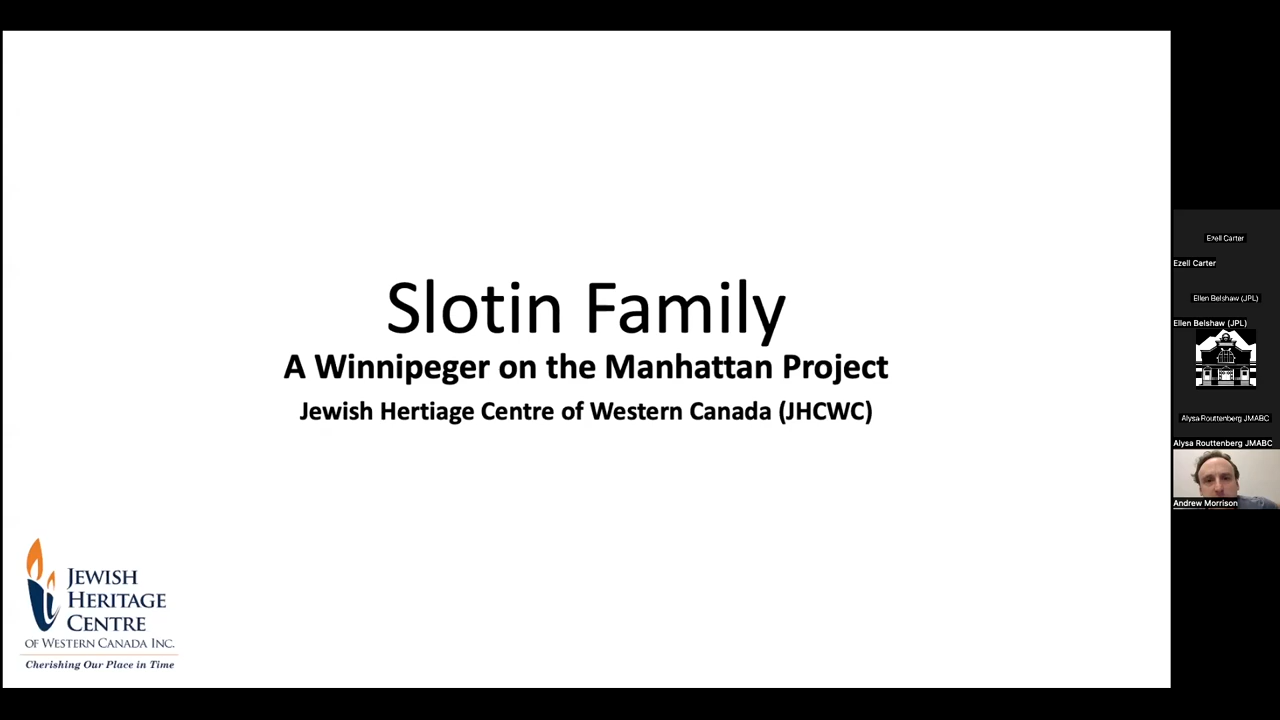 Slotin Family
A Winnipeger on the Manhattan Project
Jewish Hertiage Centre of Western Canada (JHCWC)
JEWISH
HERITAGE
CENTRE
OF WESTERN CANADA INC.
Cherishing Our Place in Time
Ezell Carter
Ezell Carter
Ellen Belshaw (JPL)
Ellen Belshaw (JPL)
Alysa Routtenberg JMABC
Alysa Routtenberg JMABC
Andrew Morrison